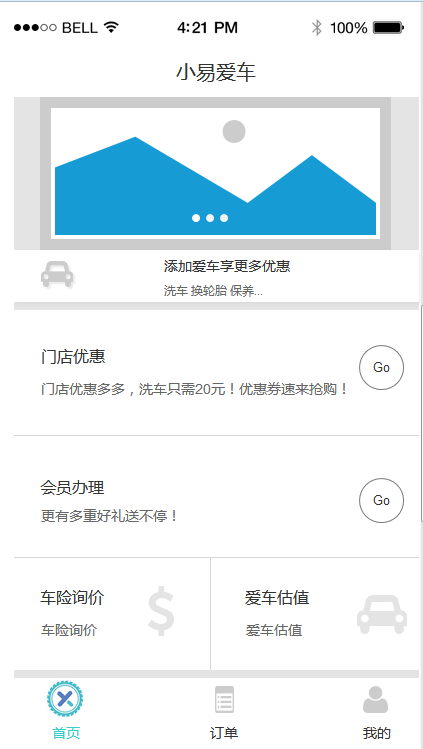 BELL 4:21 PM 100%
小易爱车
添加爱车享更多优惠
洗车 换轮胎 保养...
门店优惠
Go
门店优惠多多，洗车只需20元！优惠券速来抢购！
会员办理
Go
更有多重好礼送不停！
车险询价
$
车险询价
爱车估值
爱车估值
首页
订单
我的